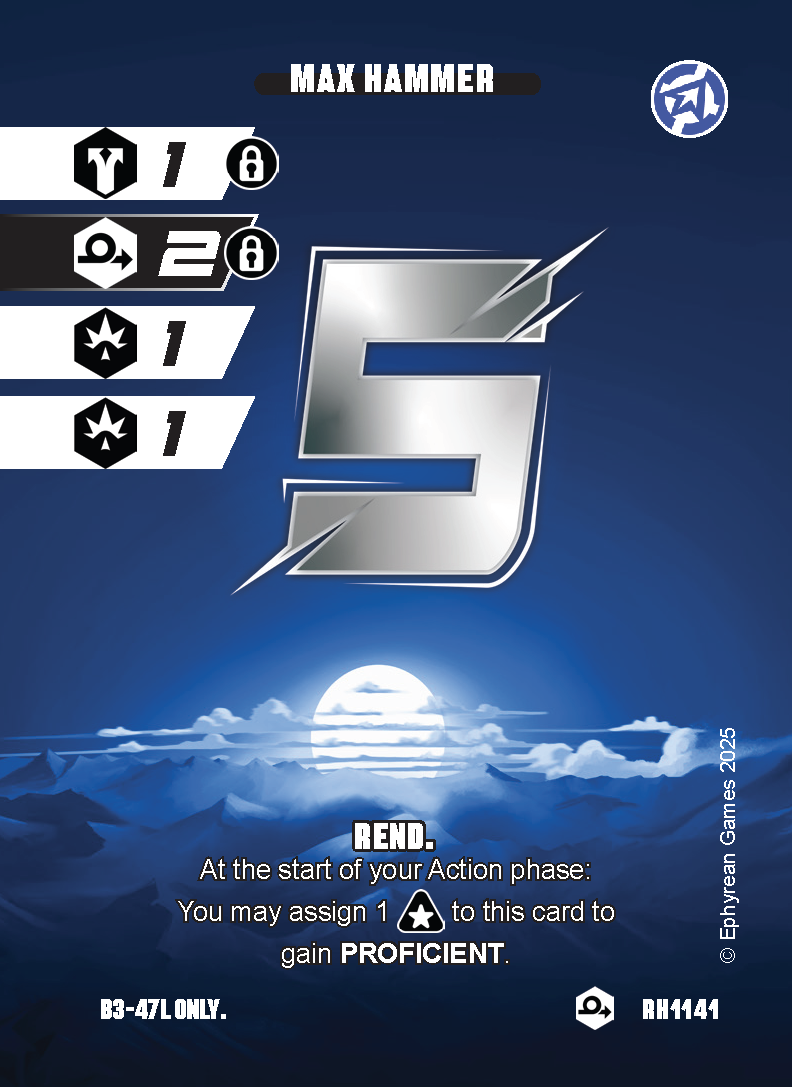 MAX HAMMER
1
2
1
1
5
REND.
At the start of your Action phase:
You may assign 1 to this card to
gain PROFICIENT.
© Ephyrean Games 2025
B3-47L ONLY.
RH1141